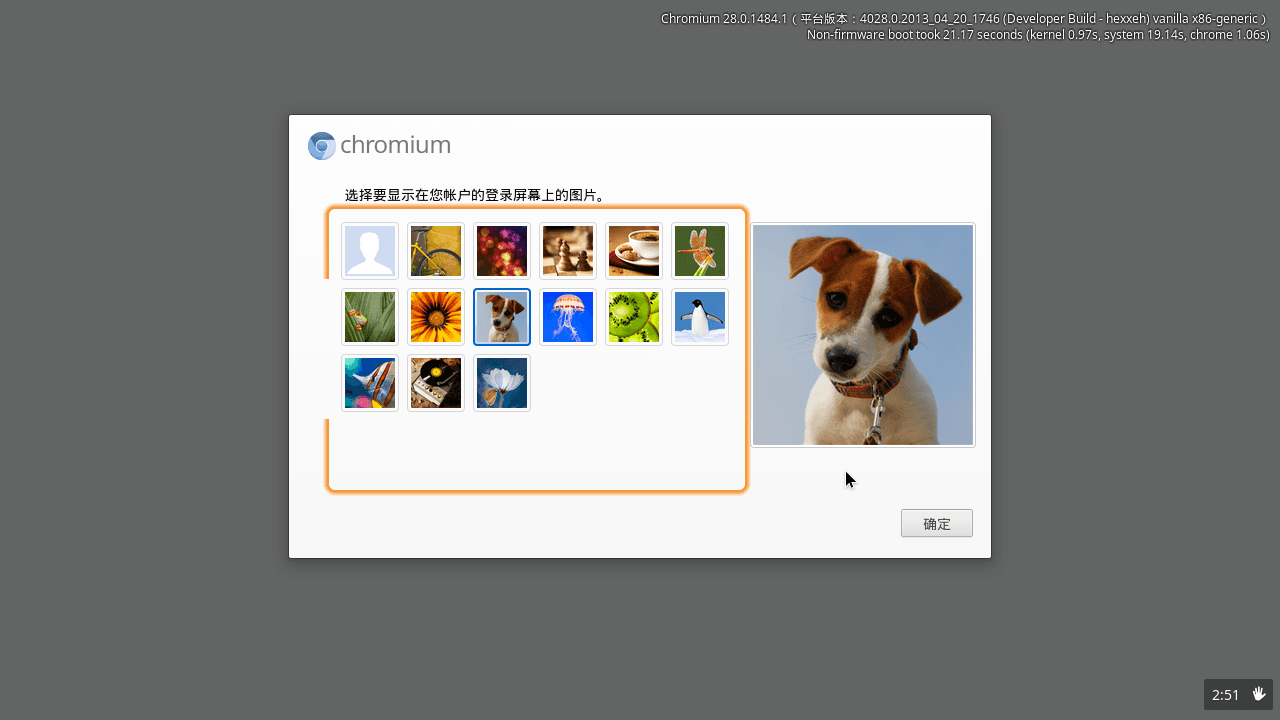 Chromium 28.0.1484.1 ( 平台版本：4028.0.2013_04_20_1746 (Developer Build - hexxeh) vanilla x86-generic )
Non-firmware boot took 21.17 seconds (kernel 0.97s, system 19.14s, chrome 1.06s)
chromium
选择要显示在您帐户的登录屏幕上的图片。
确定
2:51